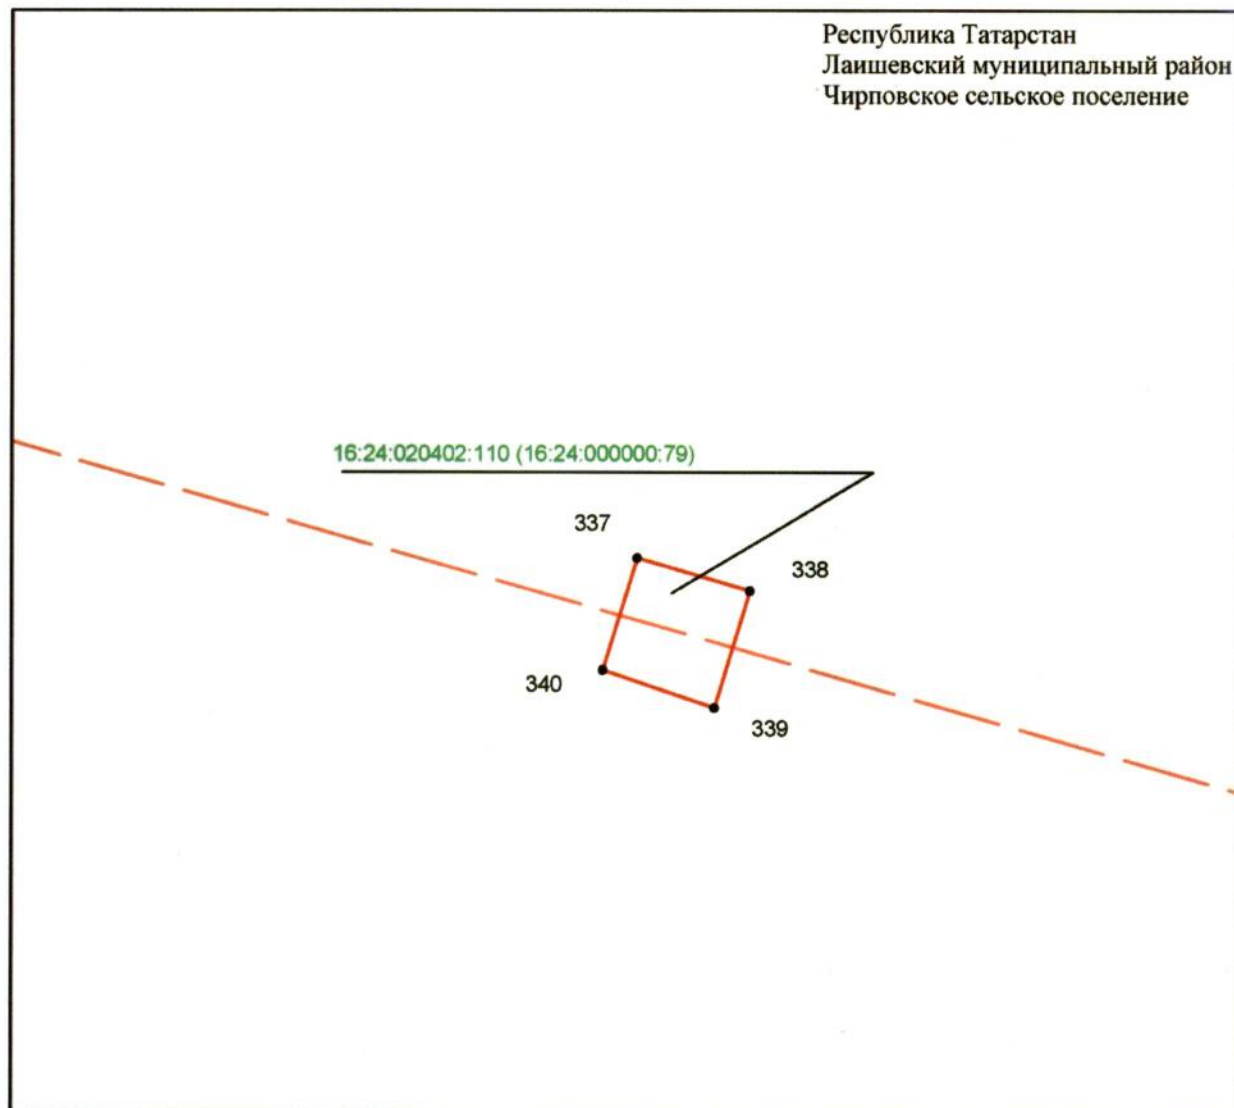 Республика Татарстан
Лаишевский муниципальный район
Чирповское сельское поселение
16:24:020402:110 (16:24:000000:79)
337
338
340
339